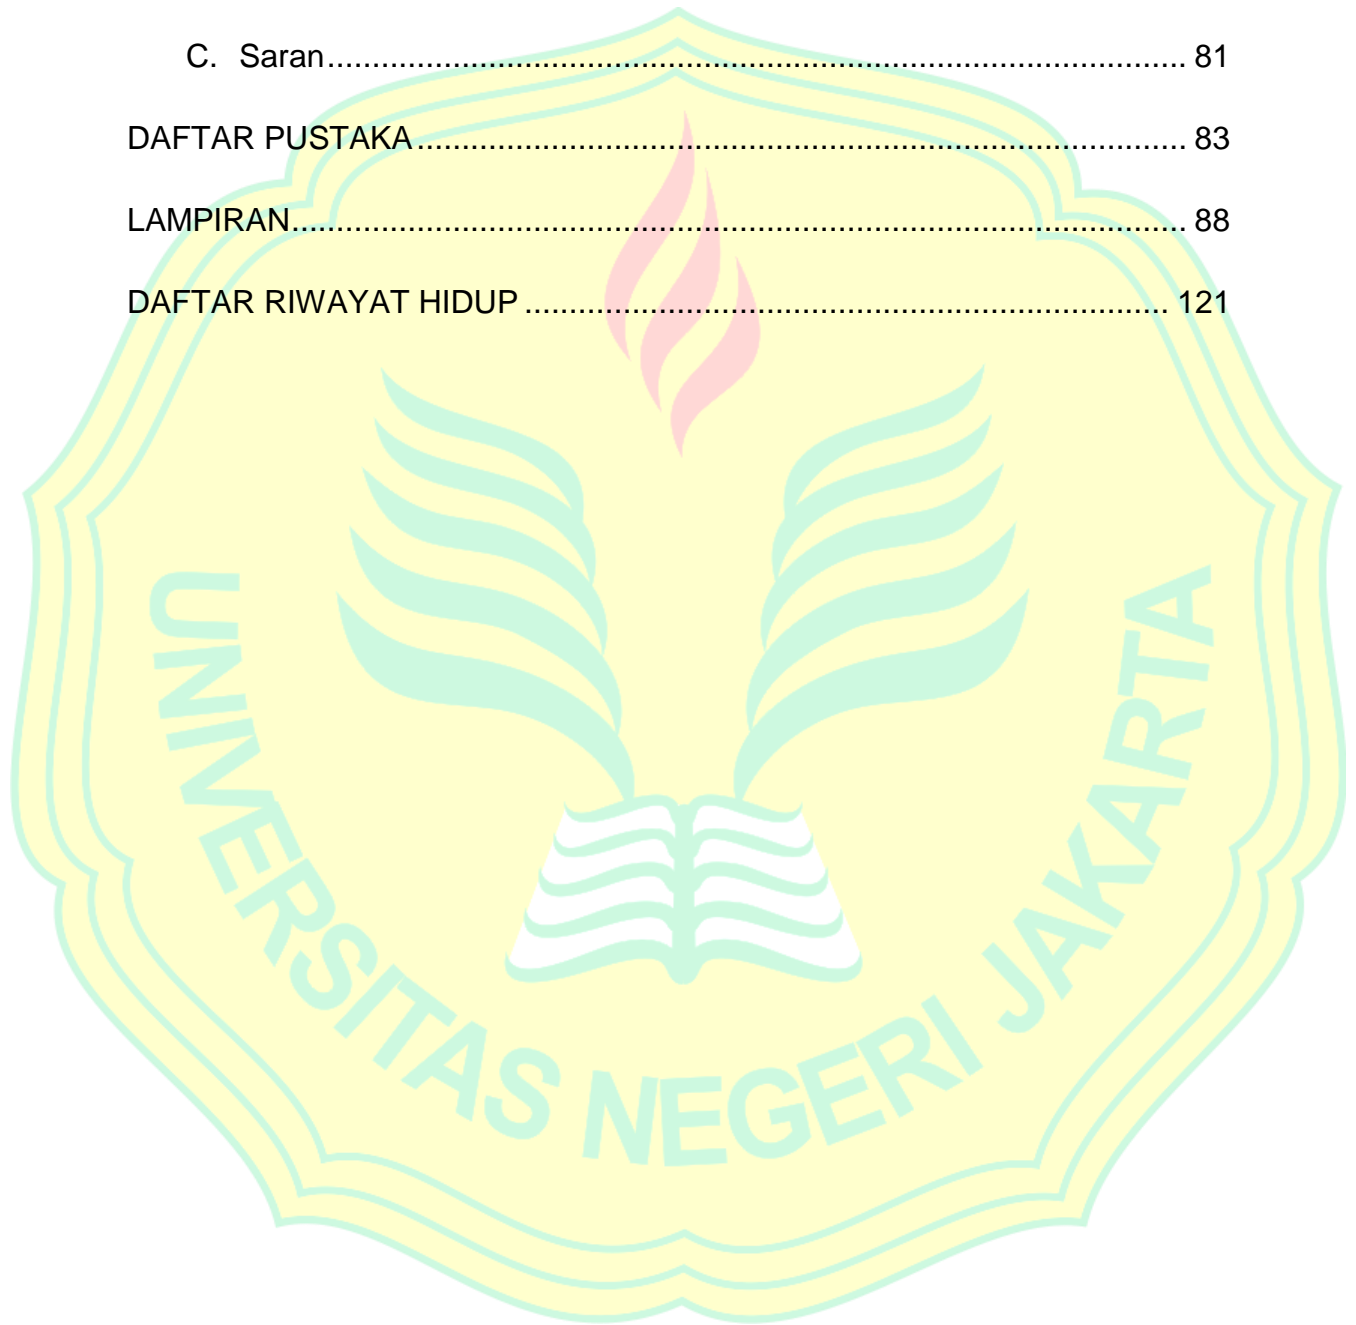 C. Saran................................................................................................ 81
DAFTAR PUSTAKA...................................................................................... 83
LAMPIRAN.................................................................................................... 88
DAFTAR RIWAYAT HIDUP ........................................................................ 121
UNIVERSITAS NEGERI JAKARTA